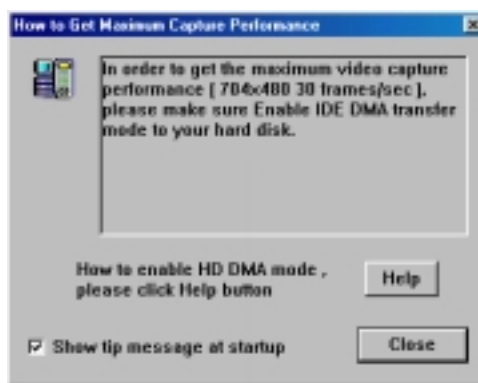 How to Get Maximum Capture Performance
In order to get the maximum video capture
performance [ 704x480 30 frames/sec ],
please make sure Enable IDE DMA transfer
mode to your hard disk.
How to enable HD DMA mode ,
please click Help button
Help
Show tip message at startup
Close